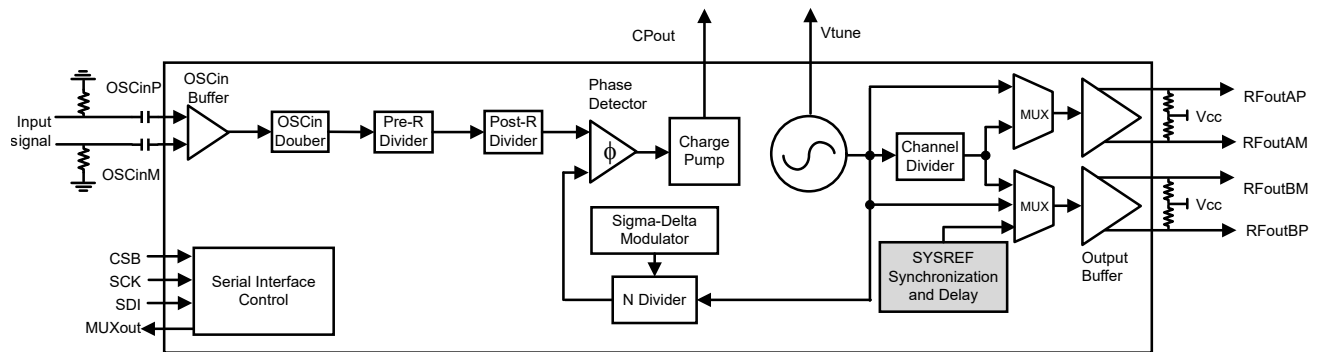 CPout
Vtune
OSCinP
OSCin
Buffer
Input
signal
OSCinM
OSCin
Douber
Pre-R
Divider
Post-R
Divider
Phase
Detector
ϕ
Charge
Pump
Channel
Divider
MUX
MUX
RFoutAP
Vcc
RFoutAM
RFoutBM
Vcc
RFoutBP
Output
Buffer
Sigma-Delta
Modulator
N Divider
SYSREF
Synchronization
and Delay
CSB
SCK
SDI
MUXout
Serial Interface
Control